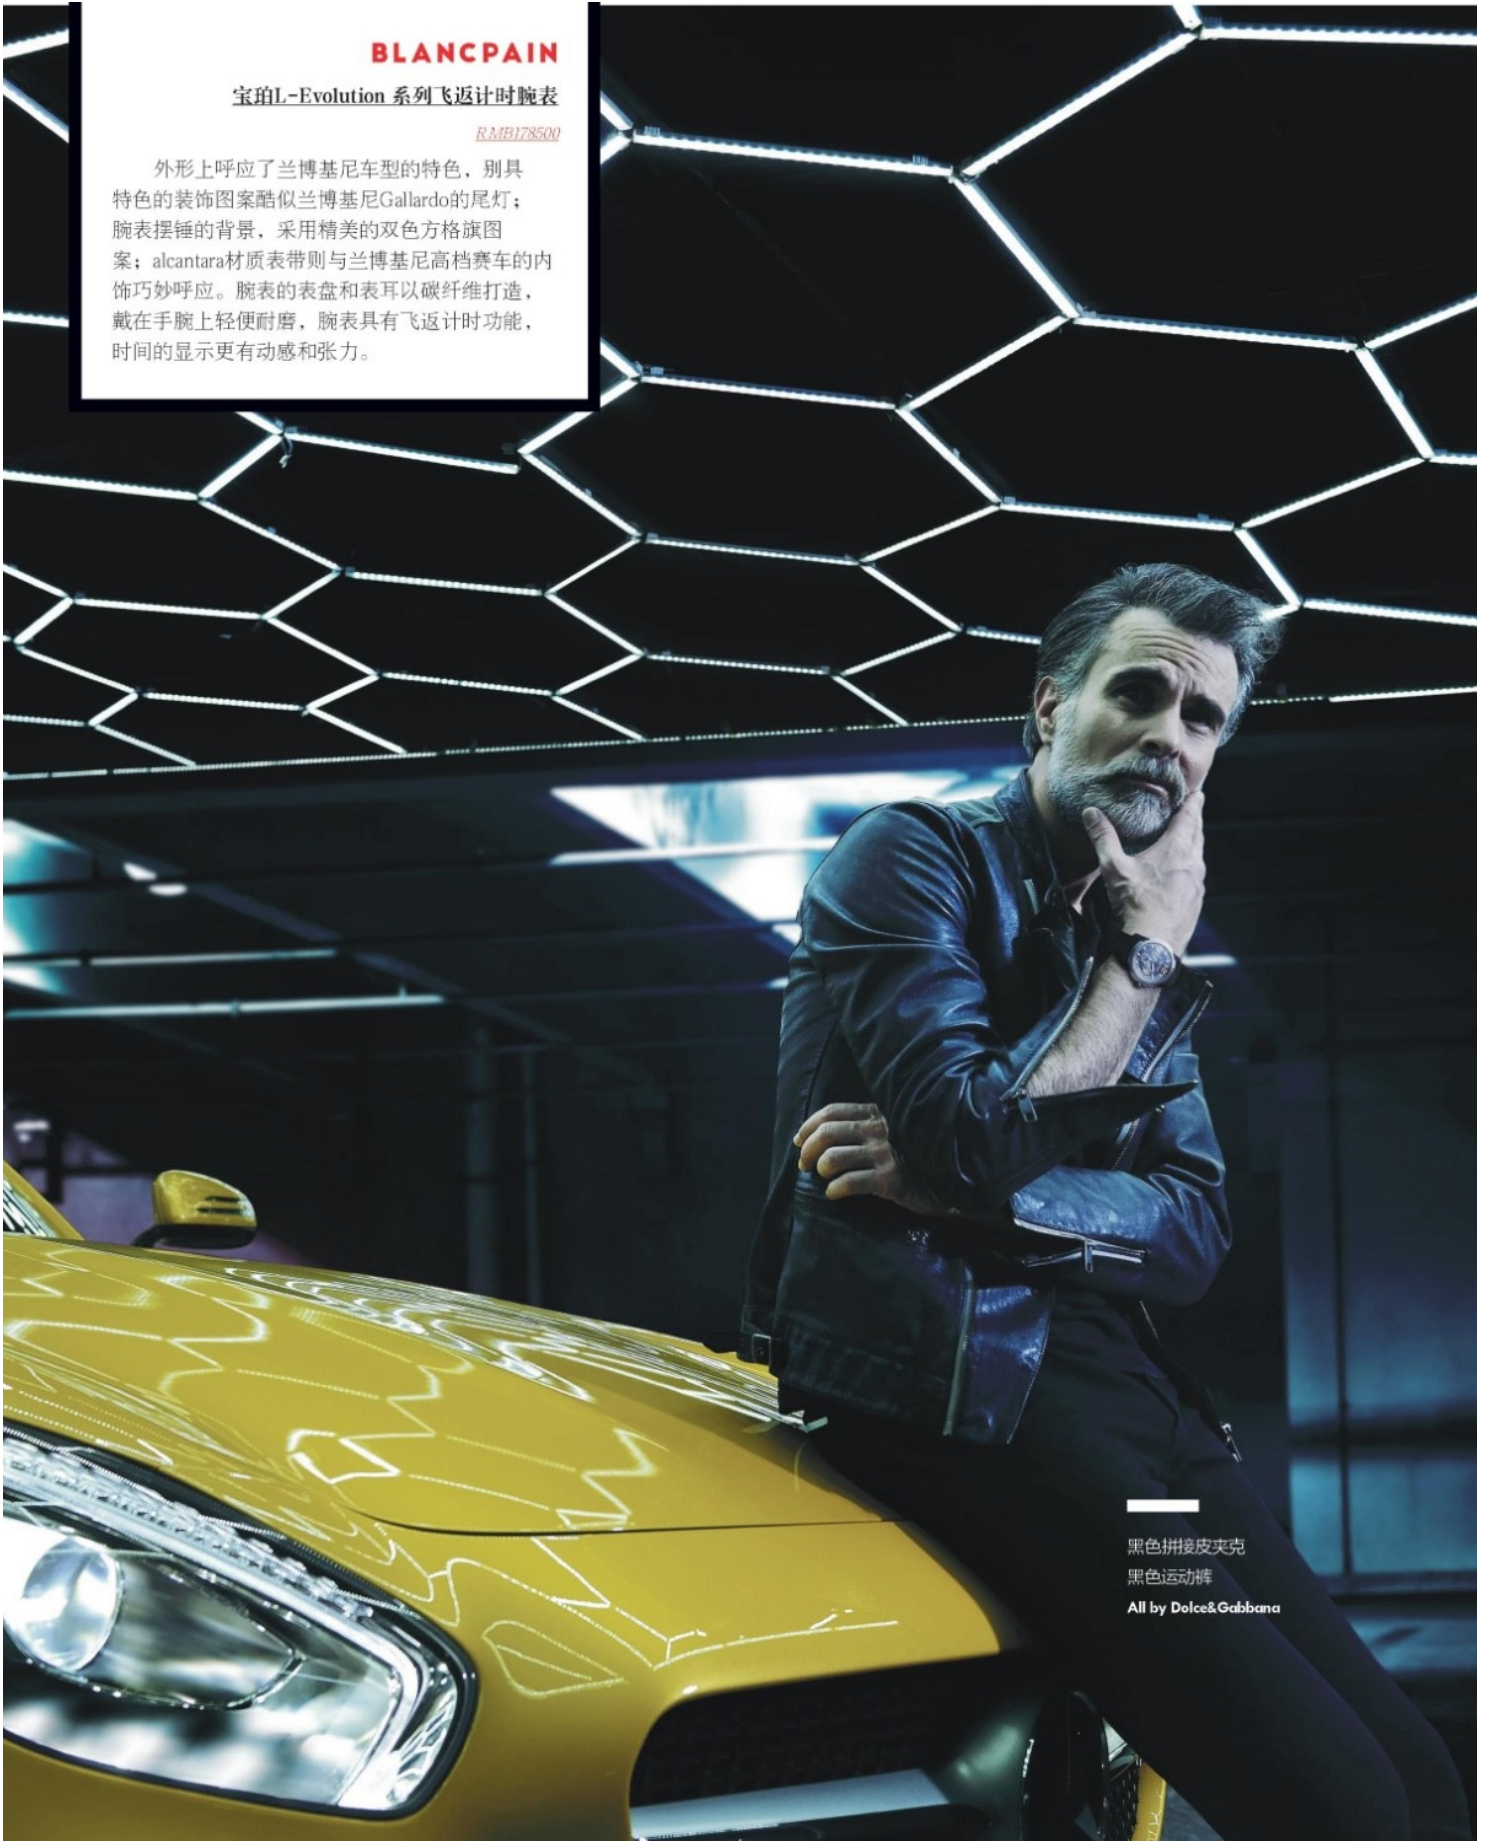 BLANCPAIN
宝珀L-Evolution 系列飞返计时腕表
RMB178500
外形上呼应了兰博基尼车型的特色，别具
特色的装饰图案酷似兰博基尼Gallardo的尾灯；
腕表摆锤的背景，采用精美的双色方格旗图
案；alcantara材质表带则与兰博基尼高档赛车的内
饰巧妙呼应。腕表的表盘和表耳以碳纤维打造，
戴在手腕上轻便耐磨，腕表具有飞返计时功能，
时间的显示更有动感和张力。
黑色拼接皮夹克
黑色运动裤
All by Dolce&Gabbana